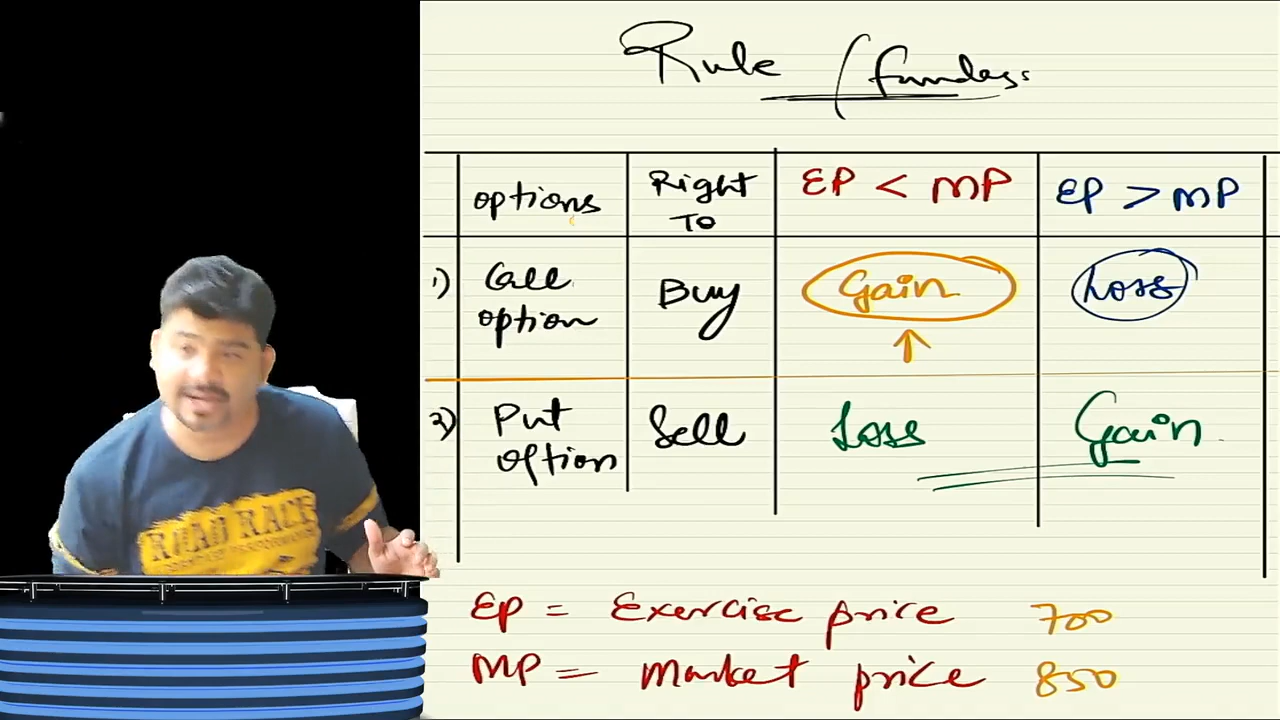 Rule / fundas:
options
Right To
EP < MP
EP > MP
1) Call option
Buy
Gain
Loss
2) Put option
Sell
Loss
Gain
EP = Exercise price 700
MP = Market price 850
ROAD RACE